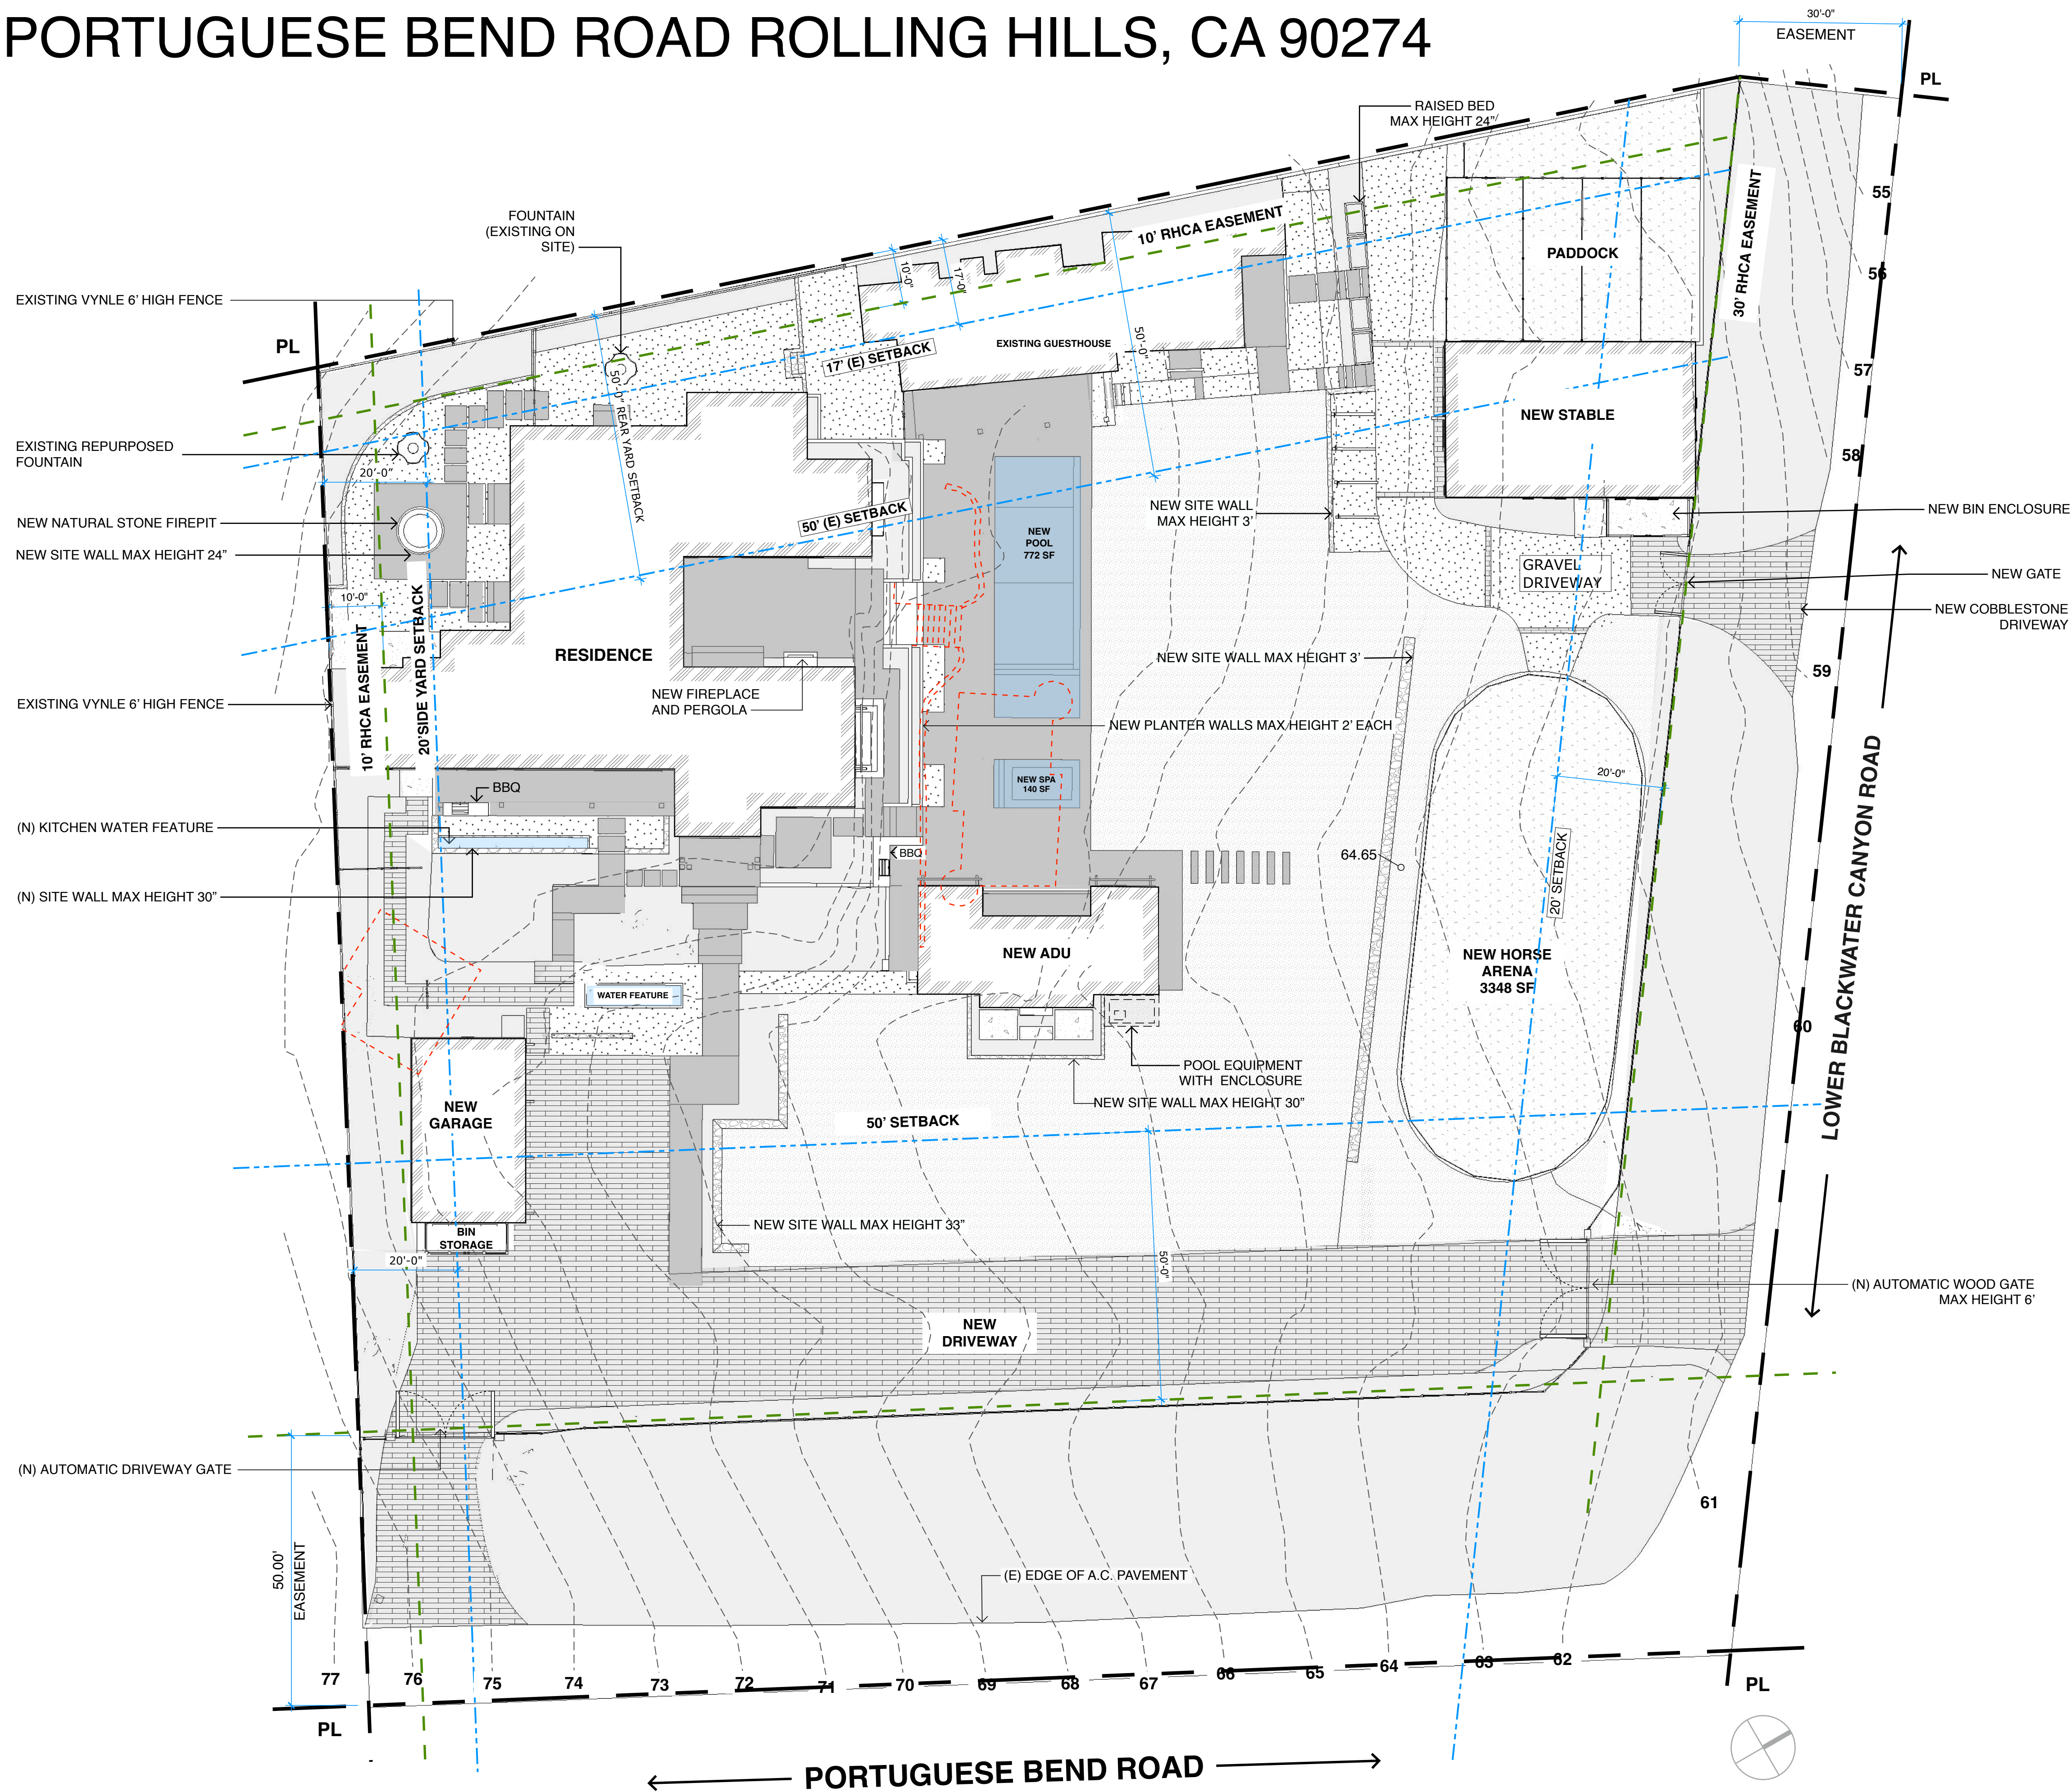 PORTUGUESE BEND ROAD ROLLING HILLS, CA 90274
30'-0"
EASEMENT
PL
RAISED BED
MAX HEIGHT 24"
FOUNTAIN
(EXISTING ON
SITE)
10' RHCA EASEMENT
30' RHCA EASEMENT
55
PADDOCK
56
10'-0"
17'-0"
EXISTING VYNLE 6' HIGH FENCE
PL
17' (E) SETBACK
EXISTING GUESTHOUSE
50'-0"
57
50'-0" REAR YARD SETBACK
NEW STABLE
EXISTING REPURPOSED
FOUNTAIN
20'-0"
58
NEW NATURAL STONE FIREPIT
50' (E) SETBACK
NEW SITE WALL
MAX HEIGHT 3'
NEW BIN ENCLOSURE
NEW SITE WALL MAX HEIGHT 24"
NEW
POOL
772 SF
GRAVEL
DRIVEWAY
NEW GATE
10'-0"
NEW COBBLESTONE
DRIVEWAY
10' RHCA EASEMENT
20'SIDE YARD SETBACK
RESIDENCE
NEW SITE WALL MAX HEIGHT 3'
59
NEW FIREPLACE
AND PERGOLA
EXISTING VYNLE 6' HIGH FENCE
NEW PLANTER WALLS MAX HEIGHT 2' EACH
20'-0"
NEW SPA
140 SF
BBQ
(N) KITCHEN WATER FEATURE
BBQ
64.65
20' SETBACK
(N) SITE WALL MAX HEIGHT 30"
LOWER BLACKWATER CANYON ROAD
NEW ADU
NEW HORSE
ARENA
3348 SF
WATER FEATURE
60
POOL EQUIPMENT
WITH ENCLOSURE
NEW SITE WALL MAX HEIGHT 30"
NEW
GARAGE
50' SETBACK
NEW SITE WALL MAX HEIGHT 33"
BIN
STORAGE
20'-0"
50'-0"
(N) AUTOMATIC WOOD GATE
MAX HEIGHT 6'
NEW
DRIVEWAY
(N) AUTOMATIC DRIVEWAY GATE
61
50.00'
EASEMENT
(E) EDGE OF A.C. PAVEMENT
77 76 75 74 73 72 71 70 69 68 67 66 65 64 63 62
PL
PL
PORTUGUESE BEND ROAD